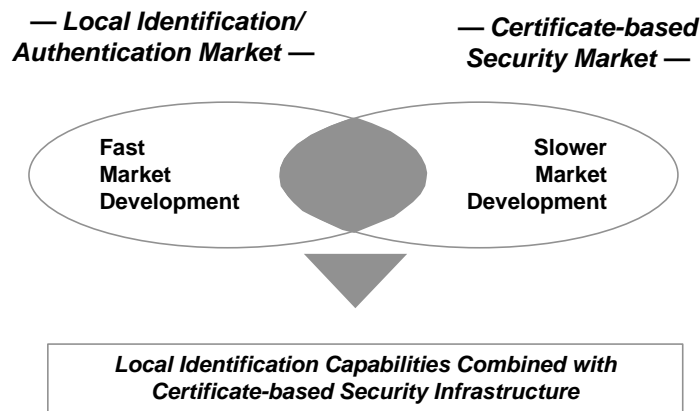 — Local Identification/
Authentication Market —
— Certificate-based
Security Market —
Fast
Market
Development
Slower
Market
Development
Local Identification Capabilities Combined with
Certificate-based Security Infrastructure